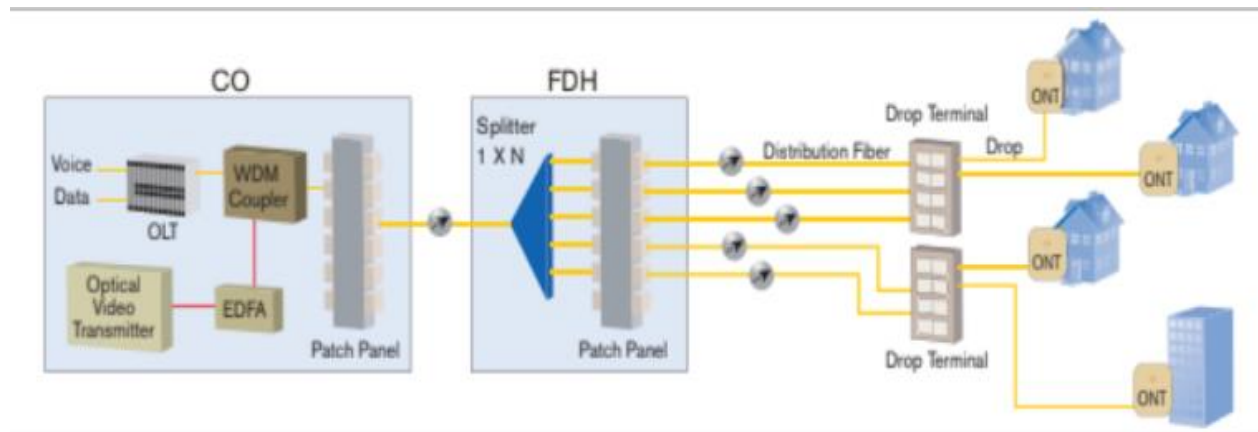 CO
Voice
Data
OLT
WDM
Coupler
Optical
Video
Transmitter
EDFA
Patch Panel
FDH
Splitter
1 X N
Patch Panel
Distribution Fiber
Drop Terminal
Drop
Drop Terminal
ONT
ONT
ONT
ONT